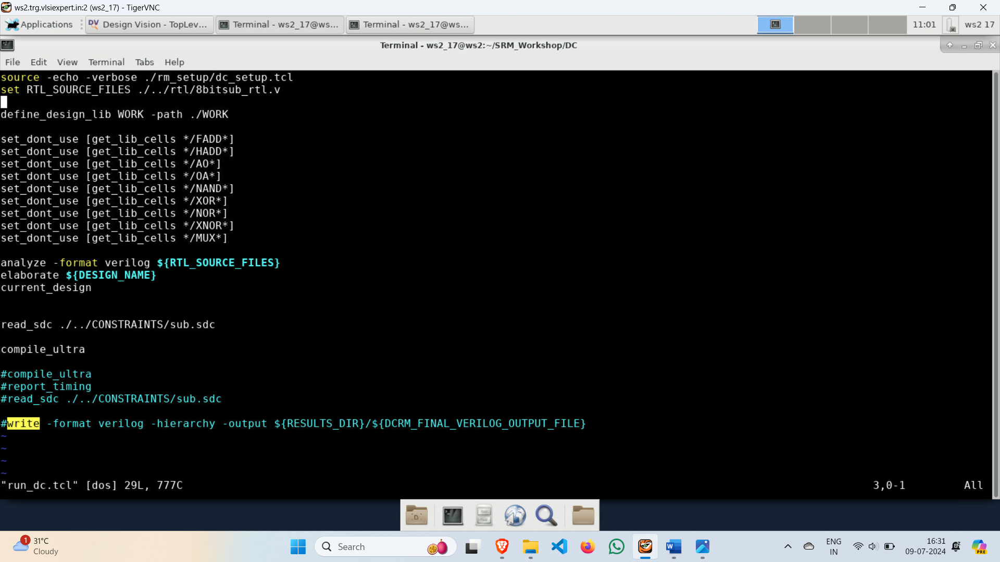 ws2.trg.vlsiexpert.in:2 (ws2_17) - TigerVNC
Applications
Design Vision - TopLev...
Terminal - ws2_17@ws...
Terminal - ws2_17@ws...
11:01
ws2 17
Terminal - ws2_17@ws2:~/SRM_Workshop/DC
File Edit View Terminal Tabs Help
source -echo -verbose ./rm_setup/dc_setup.tcl
set RTL_SOURCE_FILES ./../rtl/8bitsub_rtl.v
define_design_lib WORK -path ./WORK
set_dont_use [get_lib_cells */FADD*]
set_dont_use [get_lib_cells */HADD*]
set_dont_use [get_lib_cells */AO*]
set_dont_use [get_lib_cells */OA*]
set_dont_use [get_lib_cells */NAND*]
set_dont_use [get_lib_cells */XOR*]
set_dont_use [get_lib_cells */NOR*]
set_dont_use [get_lib_cells */XNOR*]
set_dont_use [get_lib_cells */MUX*]
analyze -format verilog ${RTL_SOURCE_FILES}
elaborate ${DESIGN_NAME}
current_design
read_sdc ./../CONSTRAINTS/sub.sdc
compile_ultra
#compile_ultra
#report_timing
#read_sdc ./../CONSTRAINTS/sub.sdc
#write -format verilog -hierarchy -output ${RESULTS_DIR}/${DCRM_FINAL_VERILOG_OUTPUT_FILE}
~
~
~
~
"run_dc.tcl" [dos] 29L, 777C 3,0-1 All
1
31°C
Cloudy
Search
ENG
IN
16:31
09-07-2024
PRE